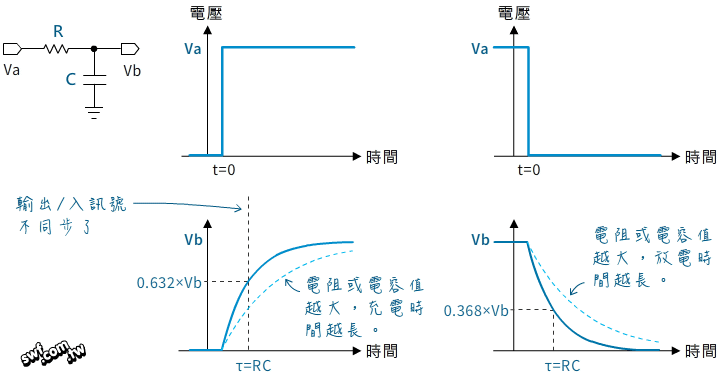 R
Va
Vb
C
電壓
Va
時間
t=0
電壓
Va
時間
t=0
輸出/入訊號
不同步了
Vb
0.632×Vb
電阻或電容值
越大，充電時
間越長。
時間
τ=RC
Vb
0.368×Vb
電阻或電容值
越大，放電時
間越長。
時間
τ=RC
swf.com.tw